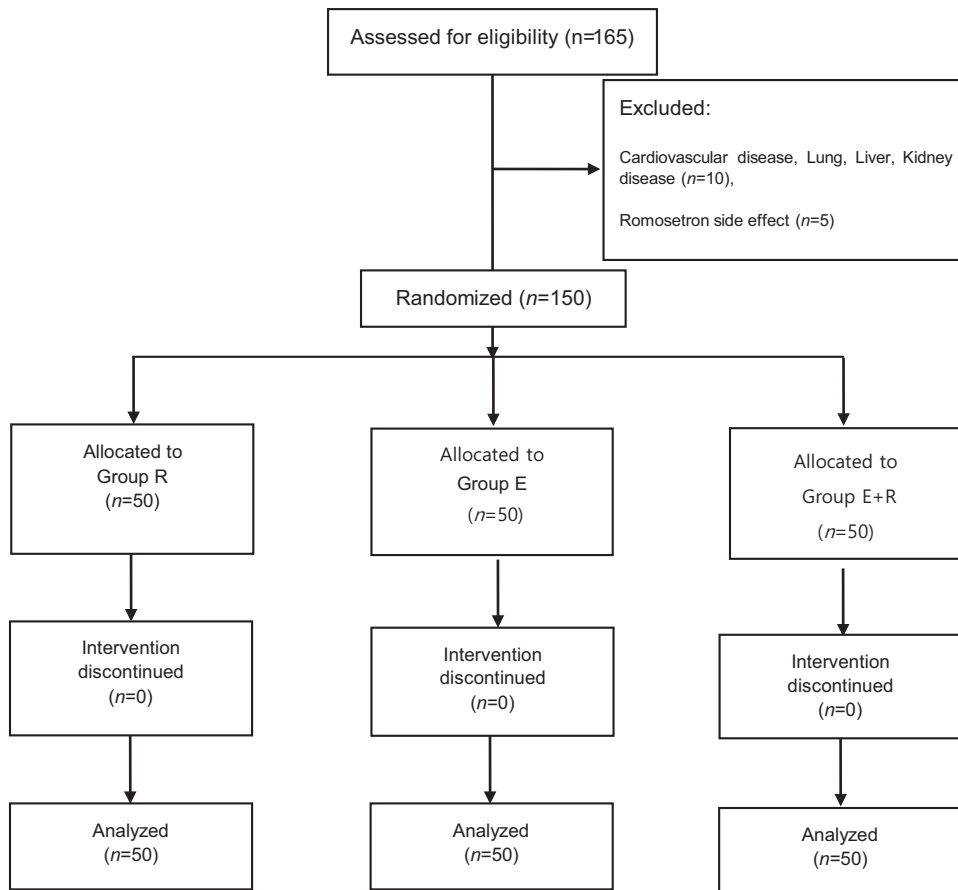 Assessed for eligibility (n=165)
Excluded:
Cardiovascular disease, Lung, Liver, Kidney
disease (n=10),
Romosetron side effect (n=5)
Randomized (n=150)
Allocated to
Group R
(n=50)
Allocated to
Group E
(n=50)
Allocated to
Group E+R
(n=50)
Intervention
discontinued
(n=0)
Intervention
discontinued
(n=0)
Intervention
discontinued
(n=0)
Analyzed
(n=50)
Analyzed
(n=50)
Analyzed
(n=50)